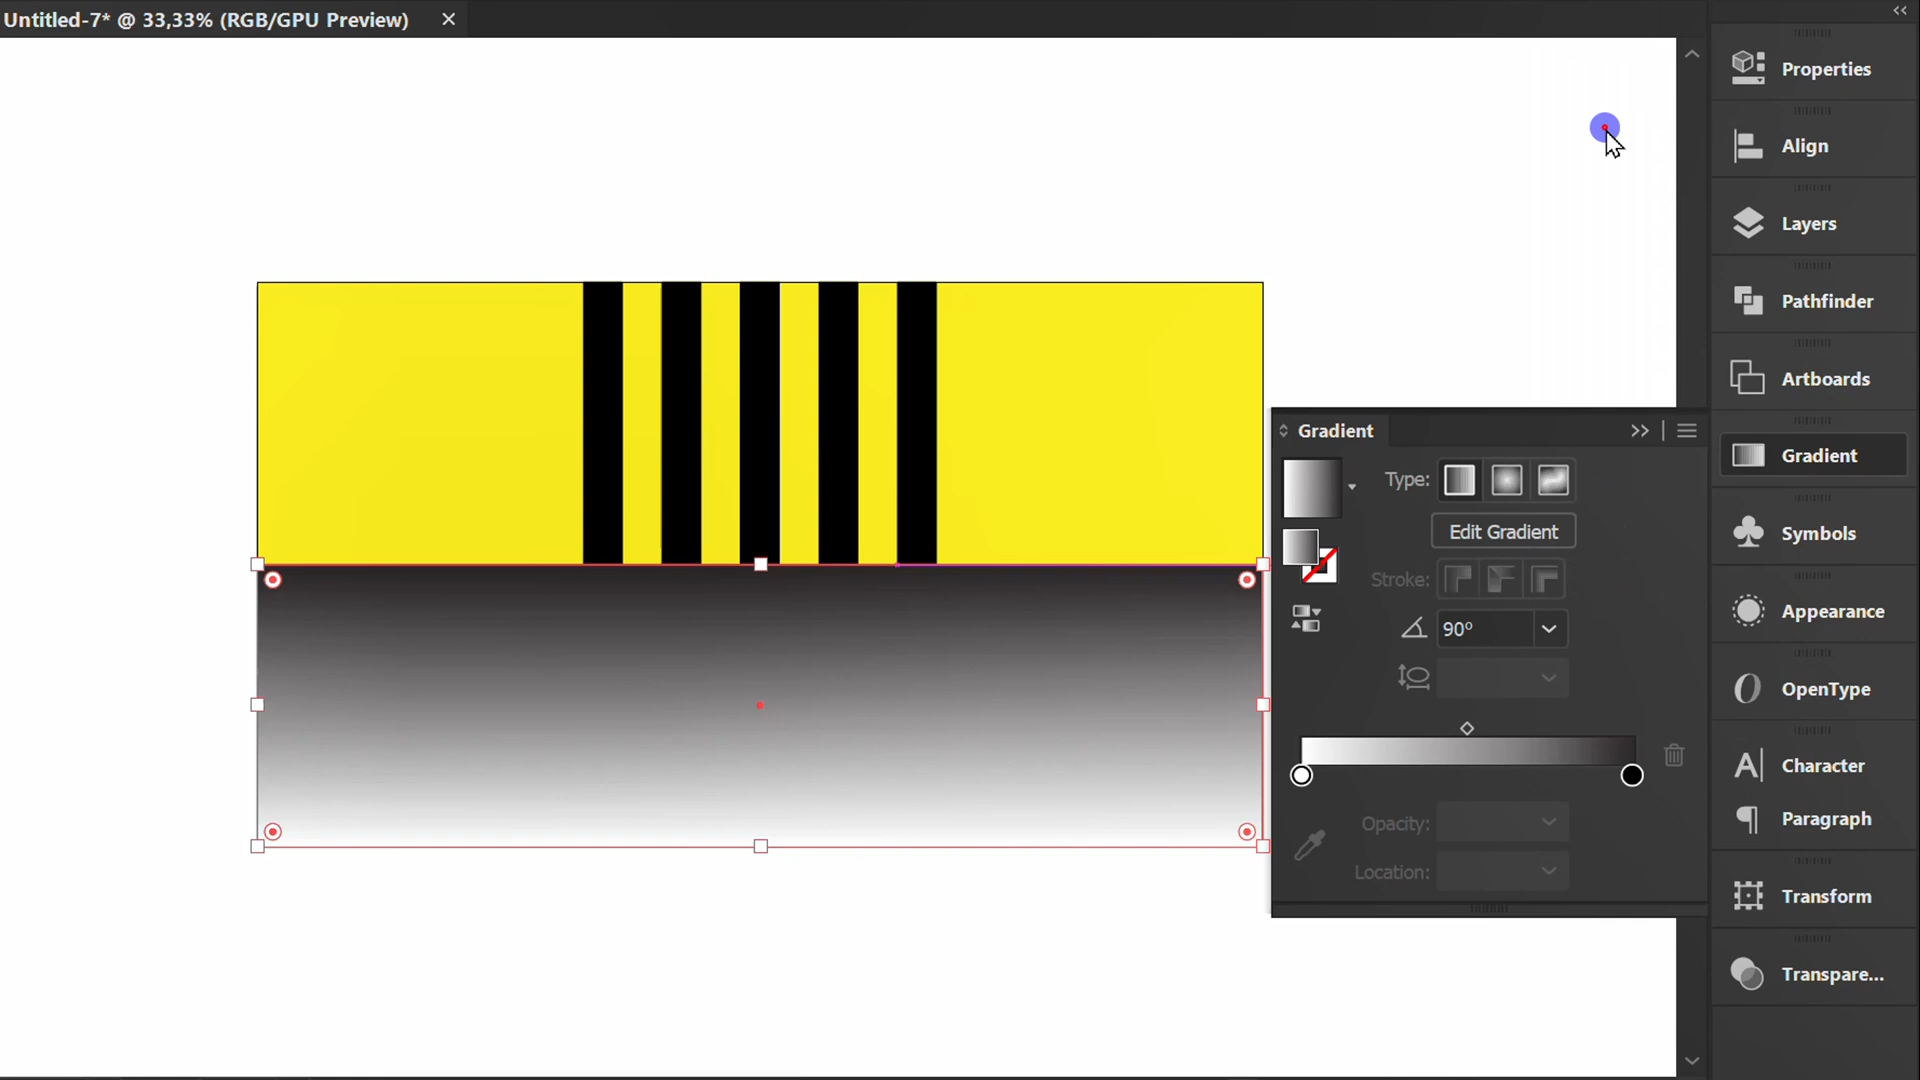 Untitled-7* @ 33,33% (RGB/GPU Preview)
Properties
Align
Layers
Pathfinder
Artboards
Gradient
Symbols
Appearance
OpenType
Character
Paragraph
Transform
Transpare...
Gradient
Type:
Edit Gradient
Stroke:
90°
Opacity:
Location: